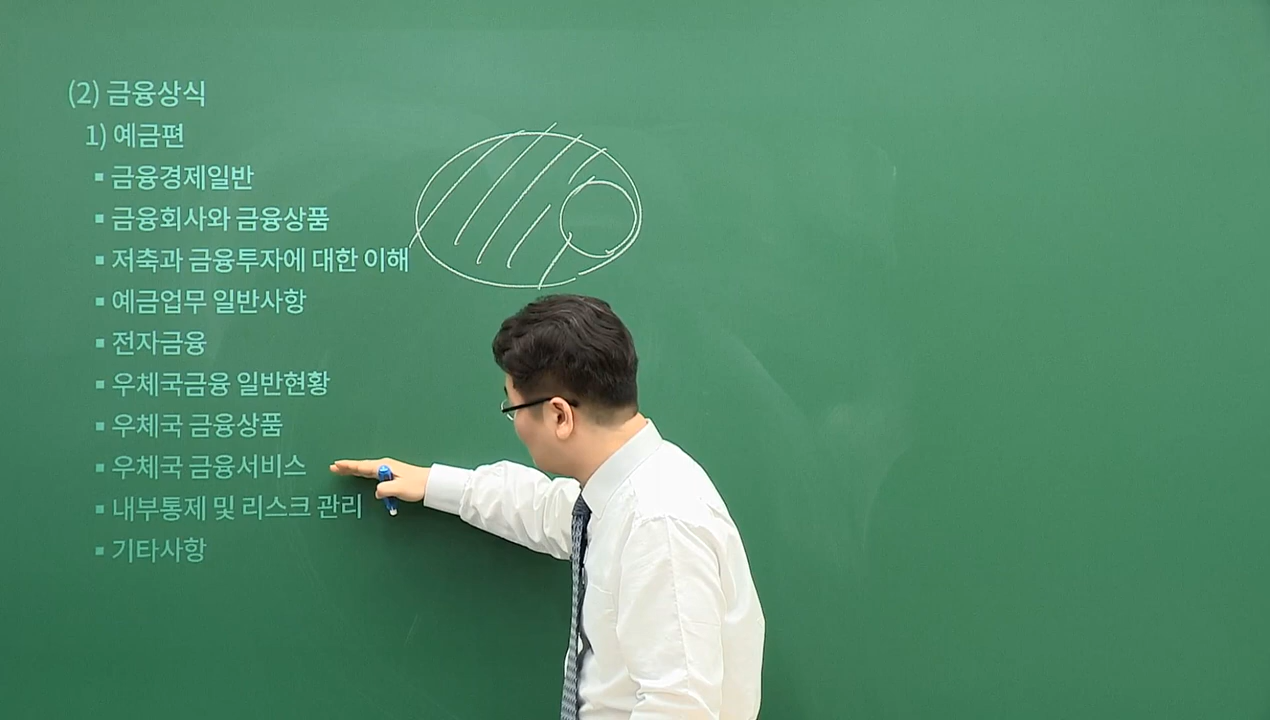 (2) 금융상식
1) 예금편
▪ 금융경제일반
▪ 금융회사와 금융상품
▪ 저축과 금융투자에 대한 이해
▪ 예금업무 일반사항
▪ 전자금융
▪ 우체국금융 일반현황
▪ 우체국 금융상품
▪ 우체국 금융서비스
▪ 내부통제 및 리스크 관리
▪ 기타사항